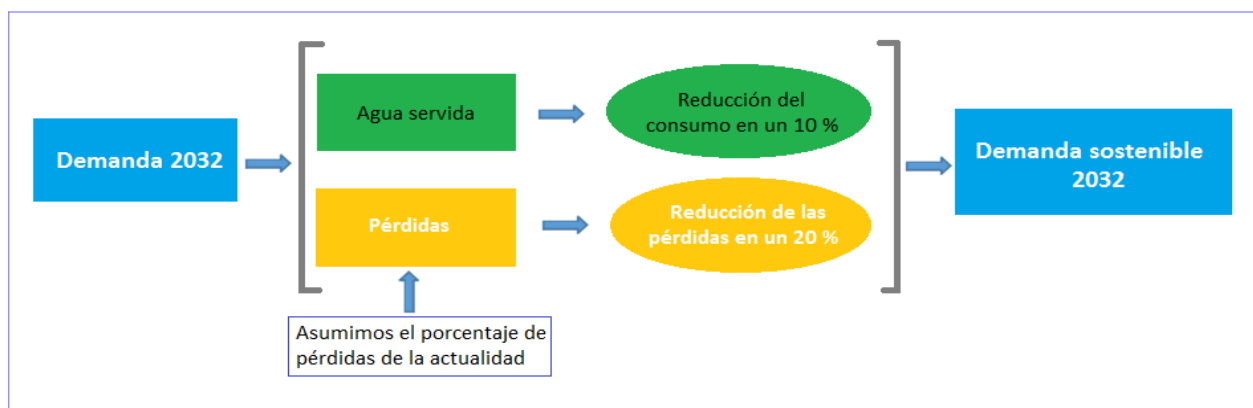 Demanda 2032
Agua servida
Reducción del
consumo en un 10 %
Pérdidas
Reducción de las
pérdidas en un 20 %
Asumimos el porcentaje de
pérdidas de la actualidad
Demanda sostenible
2032